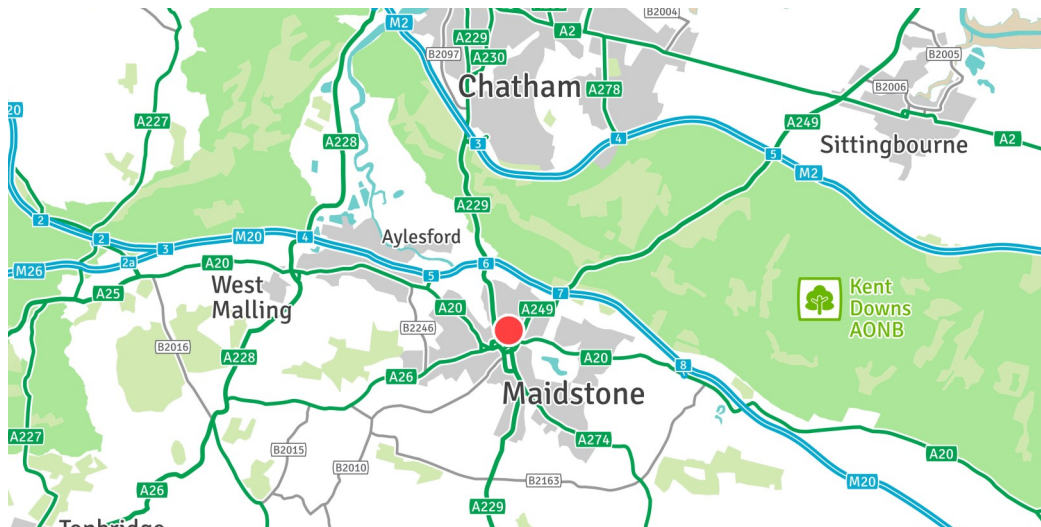 M2
A229
A2
B2004
A230
B2097
Chatham
A278
B2005
B2006
20
A227
A228
3
4
A249
Sittingbourne
A2
5
M2
A229
2
2
3
M20
4
Aylesford
2a
M26
A20
5
6
7
A25
West
Malling
A20
A249
Kent
Downs
AONB
B2246
B2016
A228
A20
8
A26
Maidstone
A227
A274
B2015
B2010
A20
B2163
M20
A26
A229
Tonbridge